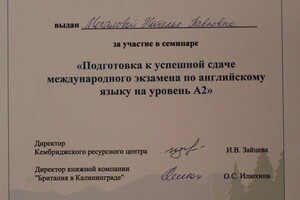 выдан
за участие в семинаре
«Подготовка к успешной сдаче
международного экзамена по английскому
языку на уровень А2»
Директор
Кембриджского ресурсного центра И.В. Зайцева
Директор книжной компании
"Британия в Калининграде" О.С. Илюхина